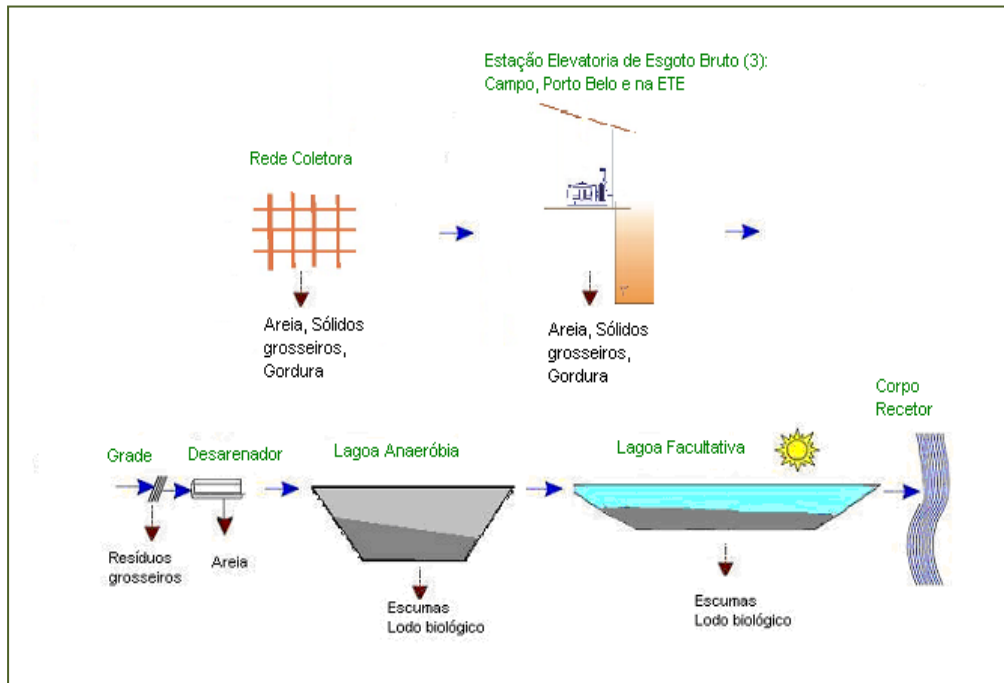 Estação Elevatoria de Esgoto Bruto (3):
Campo, Porto Belo e na ETE
Rede Coletora
Areia, Sólidos
grosseiros,
Gordura
Areia, Sólidos
grosseiros,
Gordura
Corpo
Recetor
Grade
Desarenador
Lagoa Anaeróbia
Lagoa Facultativa
Resíduos
grosseiros
Areia
Escumas
Lodo biológico
Escumas
Lodo biológico